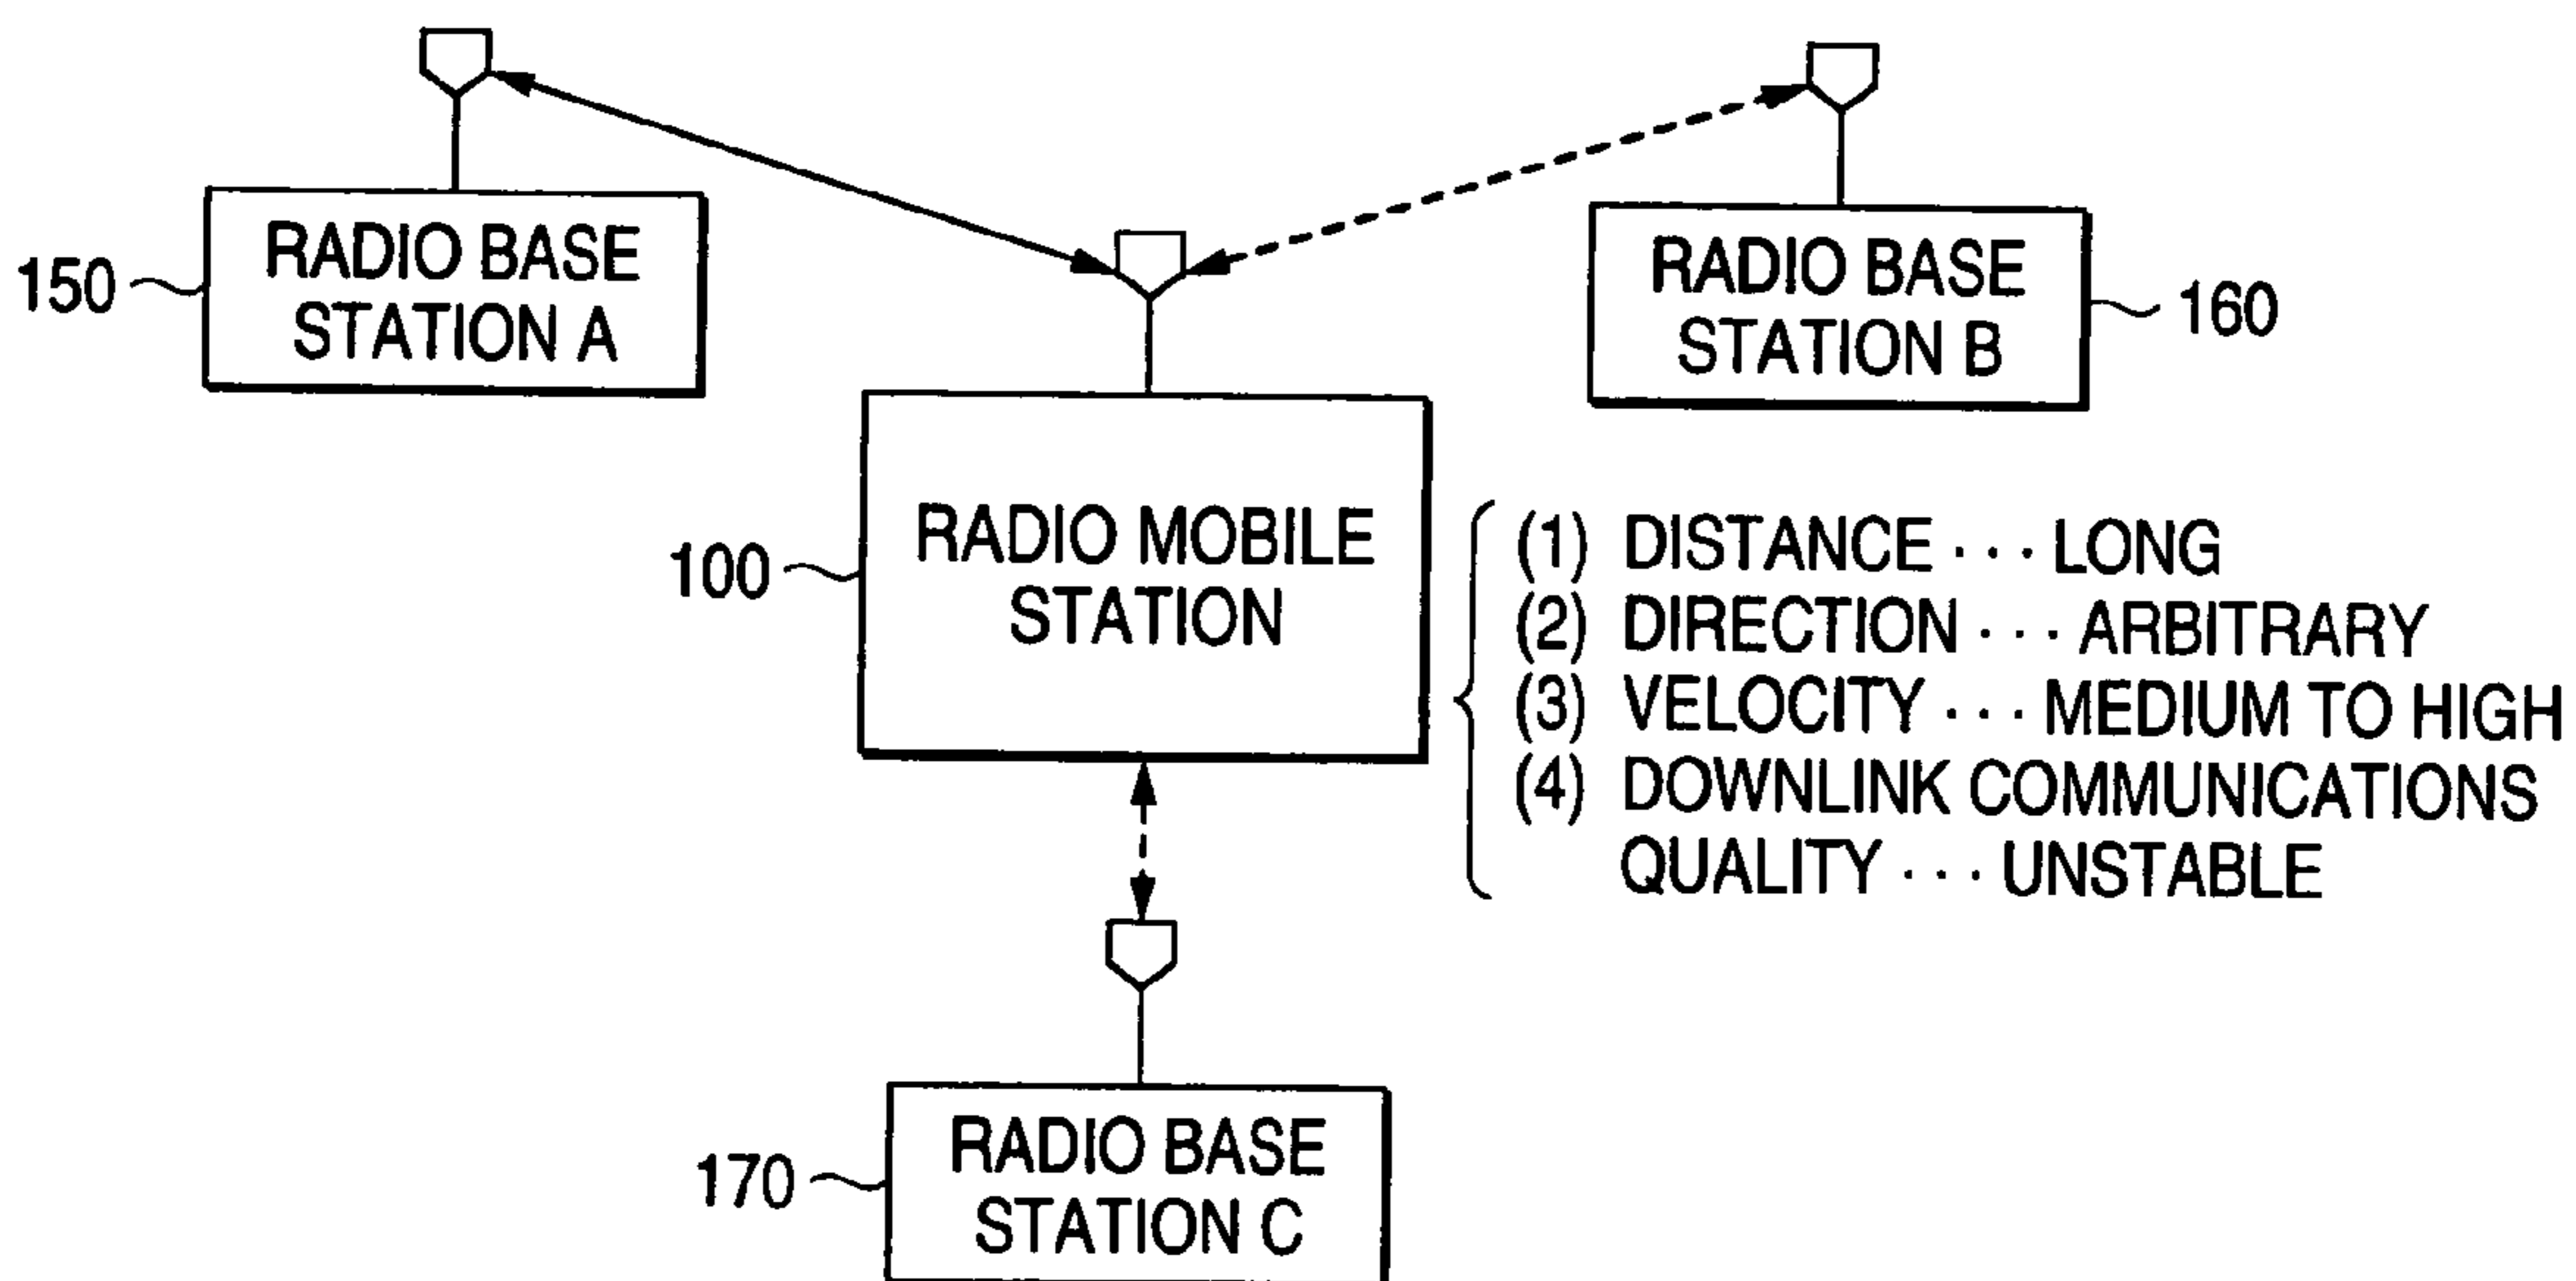 RADIO BASE
STATION A
150
RADIO BASE
STATION B
160
RADIO MOBILE
STATION
100
(1) DISTANCE · · · LONG
(2) DIRECTION · · · ARBITRARY
(3) VELOCITY · · · MEDIUM TO HIGH
(4) DOWNLINK COMMUNICATIONS
QUALITY · · · UNSTABLE
170
RADIO BASE
STATION C